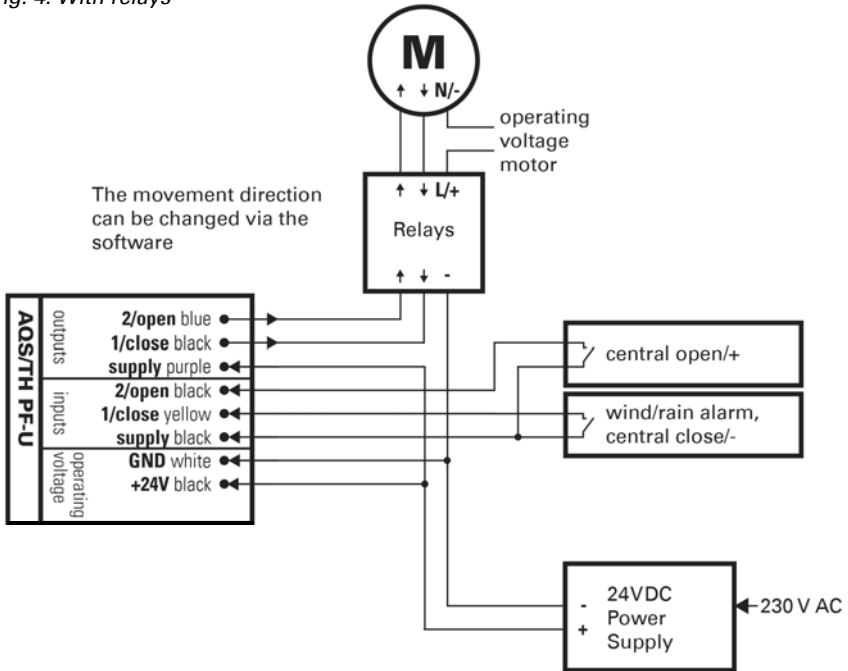 ig. 4. With relays
M
↑ ↓ N/-
operating
voltage
motor
The movement direction
can be changed via the
software
↑ ↓ L/+
Relays
↑ ↓ -
AQS/TH PF-U
outputs
2/open blue
1/close black
supply purple
inputs
2/open black
1/close yellow
supply black
operating
voltage
GND white
+24V black
central open/+
wind/rain alarm,
central close/-
24VDC
- Power
+ Supply
230 V AC